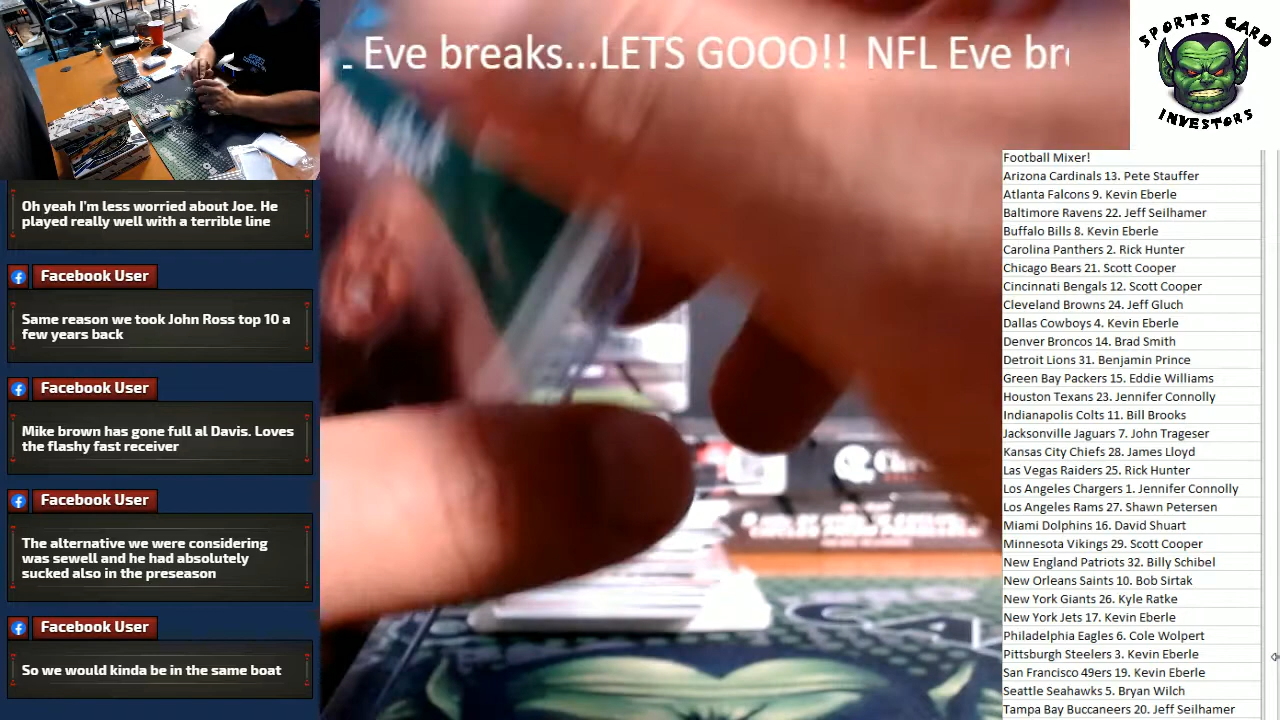 Eve breaks...LETS GOOO!! NFL Eve
SPORTS CARD
INVESTORS
Oh yeah I'm less worried about Joe. He
played really well with a terrible line
Facebook User
Same reason we took John Ross top 10 a
few years back
Facebook User
Mike brown has gone full al Davis. Loves
the flashy fast receiver
Facebook User
The alternative we were considering
was sewell and he had absolutely
sucked also in the preseason
Facebook User
So we would kinda be in the same boat
Football Mixer!
Arizona Cardinals 13. Pete Stauffer
Atlanta Falcons 9. Kevin Eberle
Baltimore Ravens 22. Jeff Seilhamer
Buffalo Bills 8. Kevin Eberle
Carolina Panthers 2. Rick Hunter
Chicago Bears 21. Scott Cooper
Cincinnati Bengals 12. Scott Cooper
Cleveland Browns 24. Jeff Gluch
Dallas Cowboys 4. Kevin Eberle
Denver Broncos 14. Brad Smith
Detroit Lions 31. Benjamin Prince
Green Bay Packers 15. Eddie Williams
Houston Texans 23. Jennifer Connolly
Indianapolis Colts 11. Bill Brooks
Jacksonville Jaguars 7. John Trageser
Kansas City Chiefs 28. James Lloyd
Las Vegas Raiders 25. Rick Hunter
Los Angeles Chargers 1. Jennifer Connolly
Los Angeles Rams 27. Shawn Petersen
Miami Dolphins 16. David Shuart
Minnesota Vikings 29. Scott Cooper
New England Patriots 32. Billy Schibel
New Orleans Saints 10. Bob Sirtak
New York Giants 26. Kyle Ratke
New York Jets 17. Kevin Eberle
Philadelphia Eagles 6. Cole Wolpert
Pittsburgh Steelers 3. Kevin Eberle
San Francisco 49ers 19. Kevin Eberle
Seattle Seahawks 5. Bryan Wilch
Tampa Bay Buccaneers 20. Jeff Seilhamer